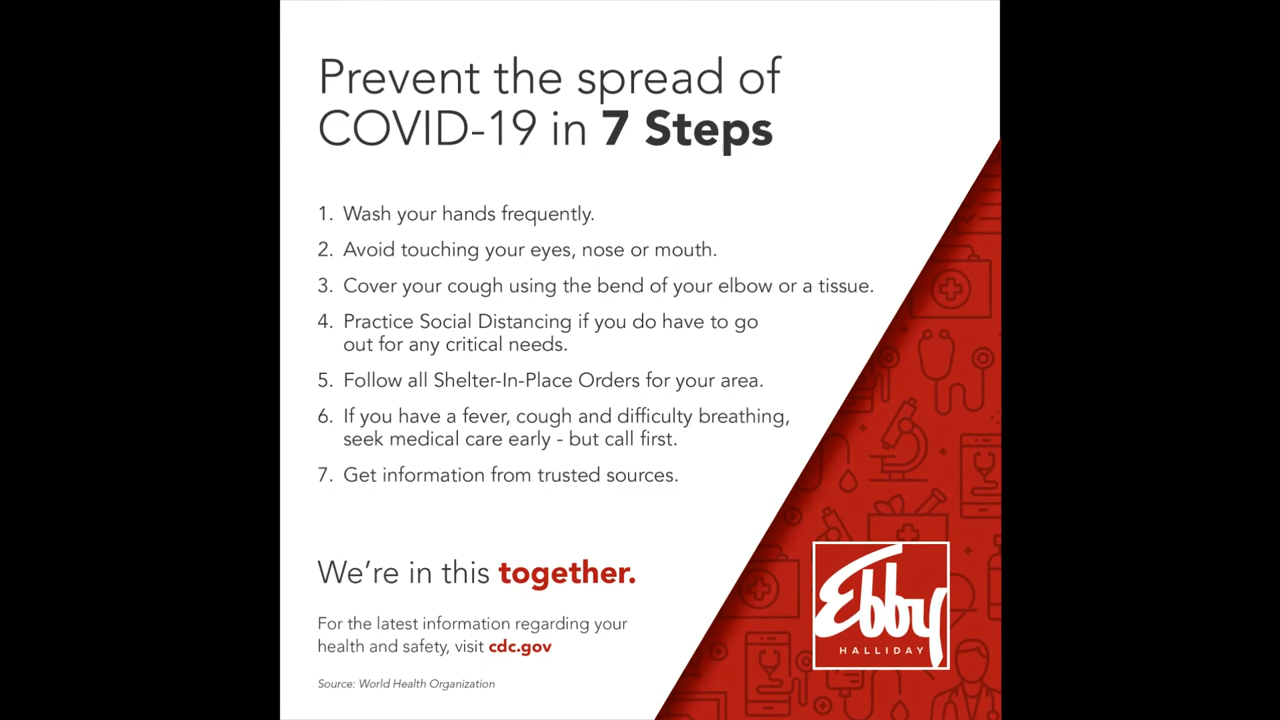 Prevent the spread of
COVID-19 in 7 Steps
1. Wash your hands frequently.
2. Avoid touching your eyes, nose or mouth.
3. Cover your cough using the bend of your elbow or a tissue.
4. Practice Social Distancing if you do have to go
out for any critical needs.
5. Follow all Shelter-In-Place Orders for your area.
6. If you have a fever, cough and difficulty breathing,
seek medical care early - but call first.
7. Get information from trusted sources.
We're in this together.
For the latest information regarding your
health and safety, visit cdc.gov
Source: World Health Organization
Ebby
HALLIDAY